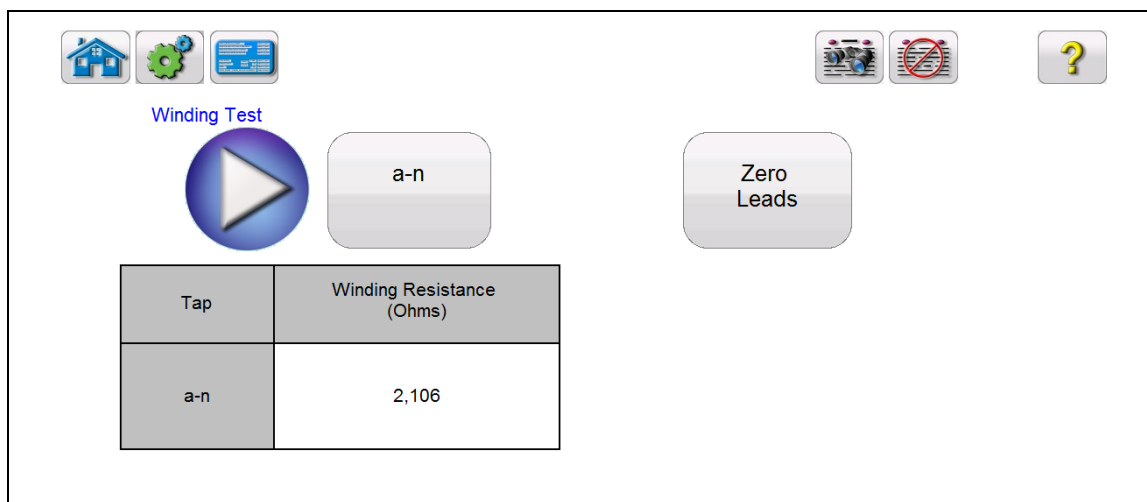 Winding Test
a-n
Zero
Leads
Tap
Winding Resistance
(Ohms)
a-n
2,106